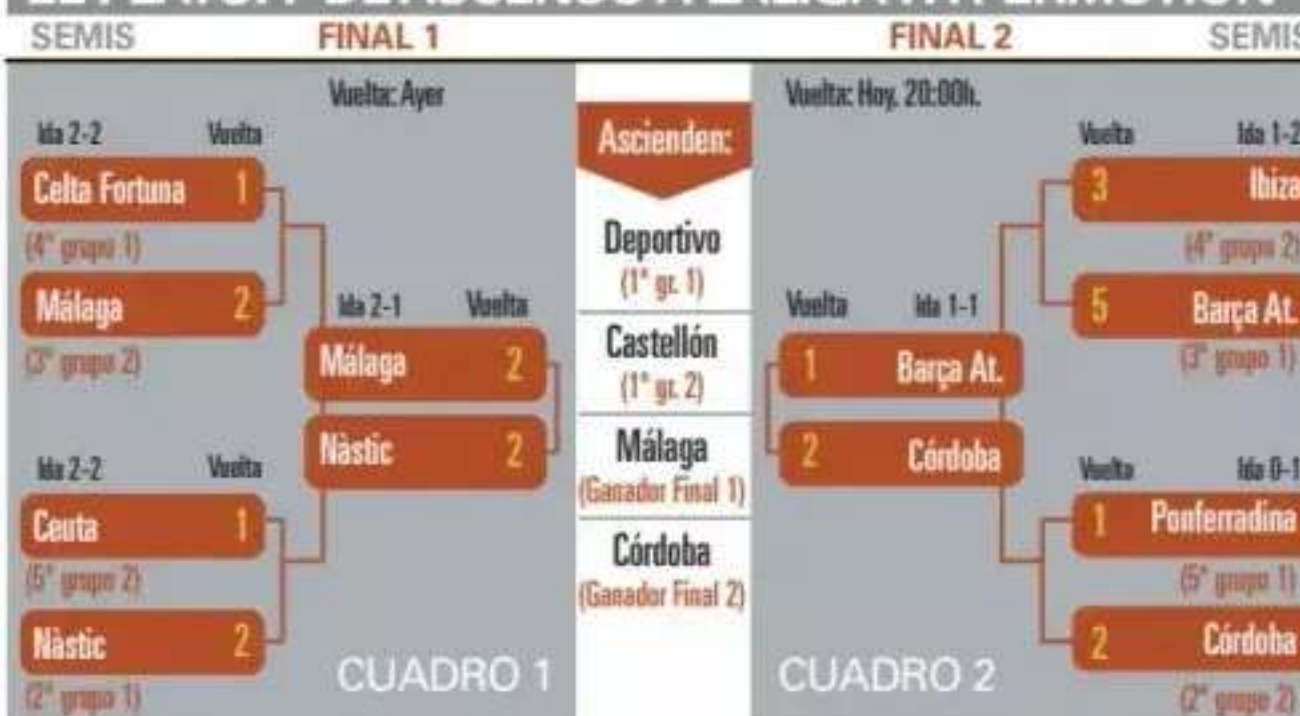 SEMIS
FINAL 1
FINAL 2
SEMIS
Vuelta: Ayer
Ida 2-2 Vuelta
Celta Fortuna 1
(4º grupo 1)
Málaga 2
(3º grupo 2)
Ida 2-2 Vuelta
Ceuta 1
(5º grupo 2)
Nàstic 2
(2º grupo 1)
Ida 2-1 Vuelta
Málaga 2
Nàstic 2
CUADRO 1
Ascienden:
Deportivo
(1º gr. 1)
Castellón
(1º gr. 2)
Málaga
(Ganador Final 1)
Córdoba
(Ganador Final 2)
Vuelta: Hoy, 20:00h.
Vuelta Ida 1-1
1 Barça At.
2 Córdoba
CUADRO 2
Vuelta Ida 1-2
3 Ibiza
(4º grupo 2)
5 Barça At.
(3º grupo 1)
Vuelta Ida 0-1
1 Ponferradina
(5º grupo 1)
2 Córdoba
(2º grupo 2)